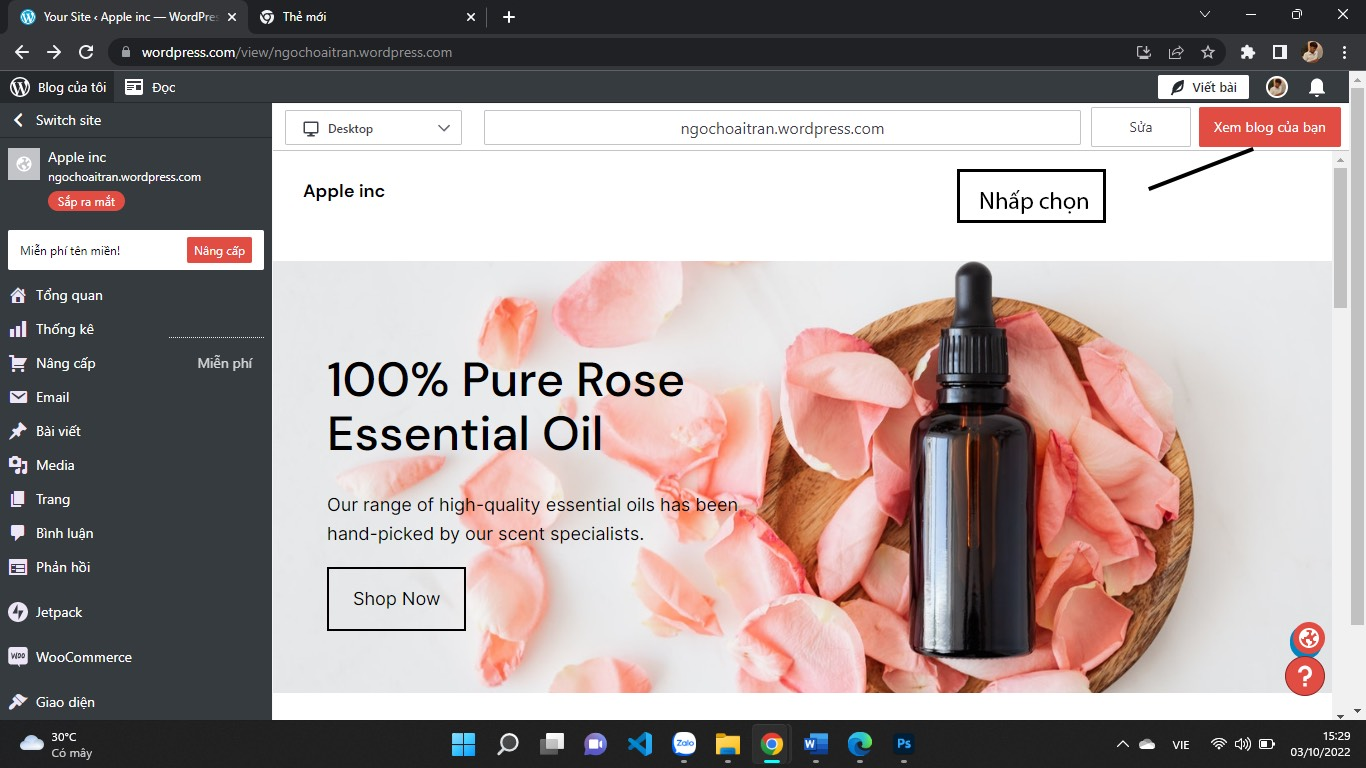 Your Site ‹ Apple inc — WordPres
Thẻ mới
wordpress.com/view/ngochoaitran.wordpress.com
Blog của tôi
Đọc
Viết bài
Switch site
Desktop
ngochoaitran.wordpress.com
Sửa
Xem blog của bạn
Apple inc
ngochoaitran.wordpress.com
Sắp ra mắt
Apple inc
Nhấp chọn
Miễn phí tên miền!
Nâng cấp
Tổng quan
Thống kê
Nâng cấp
Miễn phí
Email
Bài viết
Media
Trang
Bình luận
Phản hồi
Jetpack
WOO
WooCommerce
Giao diện
100% Pure Rose
Essential Oil
Our range of high-quality essential oils has been
hand-picked by our scent specialists.
Shop Now
?
30°C
Có mây
Zalo
W
Ps
VIE
15:29
03/10/2022